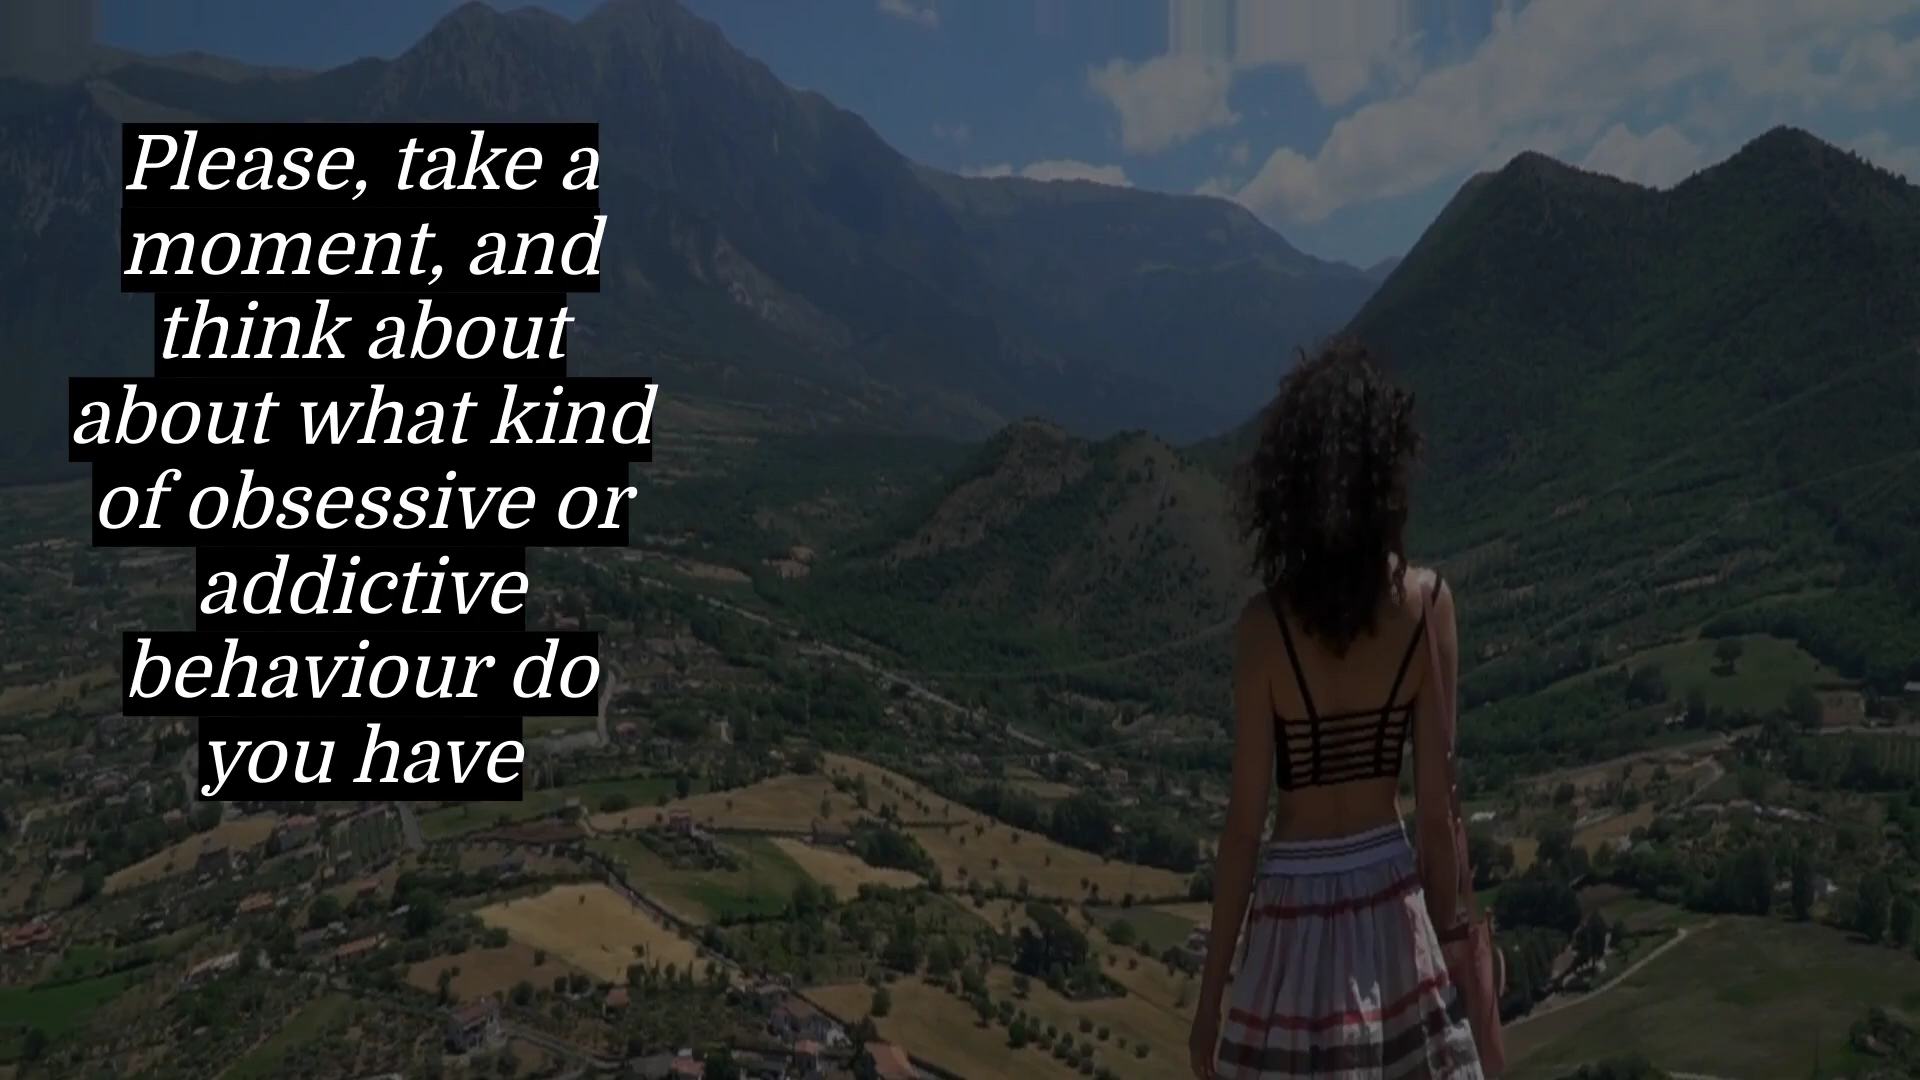 Please, take a
moment, and
think about
about what kind
of obsessive or
addictive
behaviour do
you have